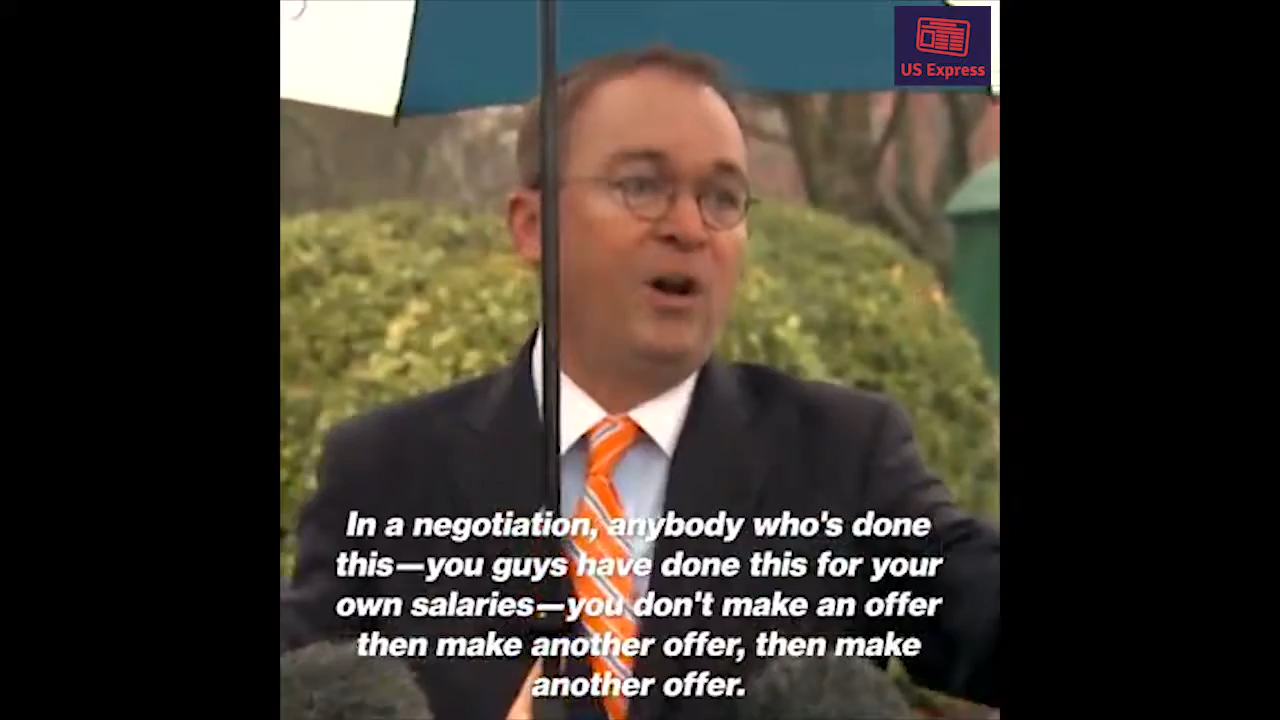 US Express
In a negotiation, anybody who's done
this—you guys have done this for your
own salaries—you don't make an offer
then make another offer, then make
another offer.